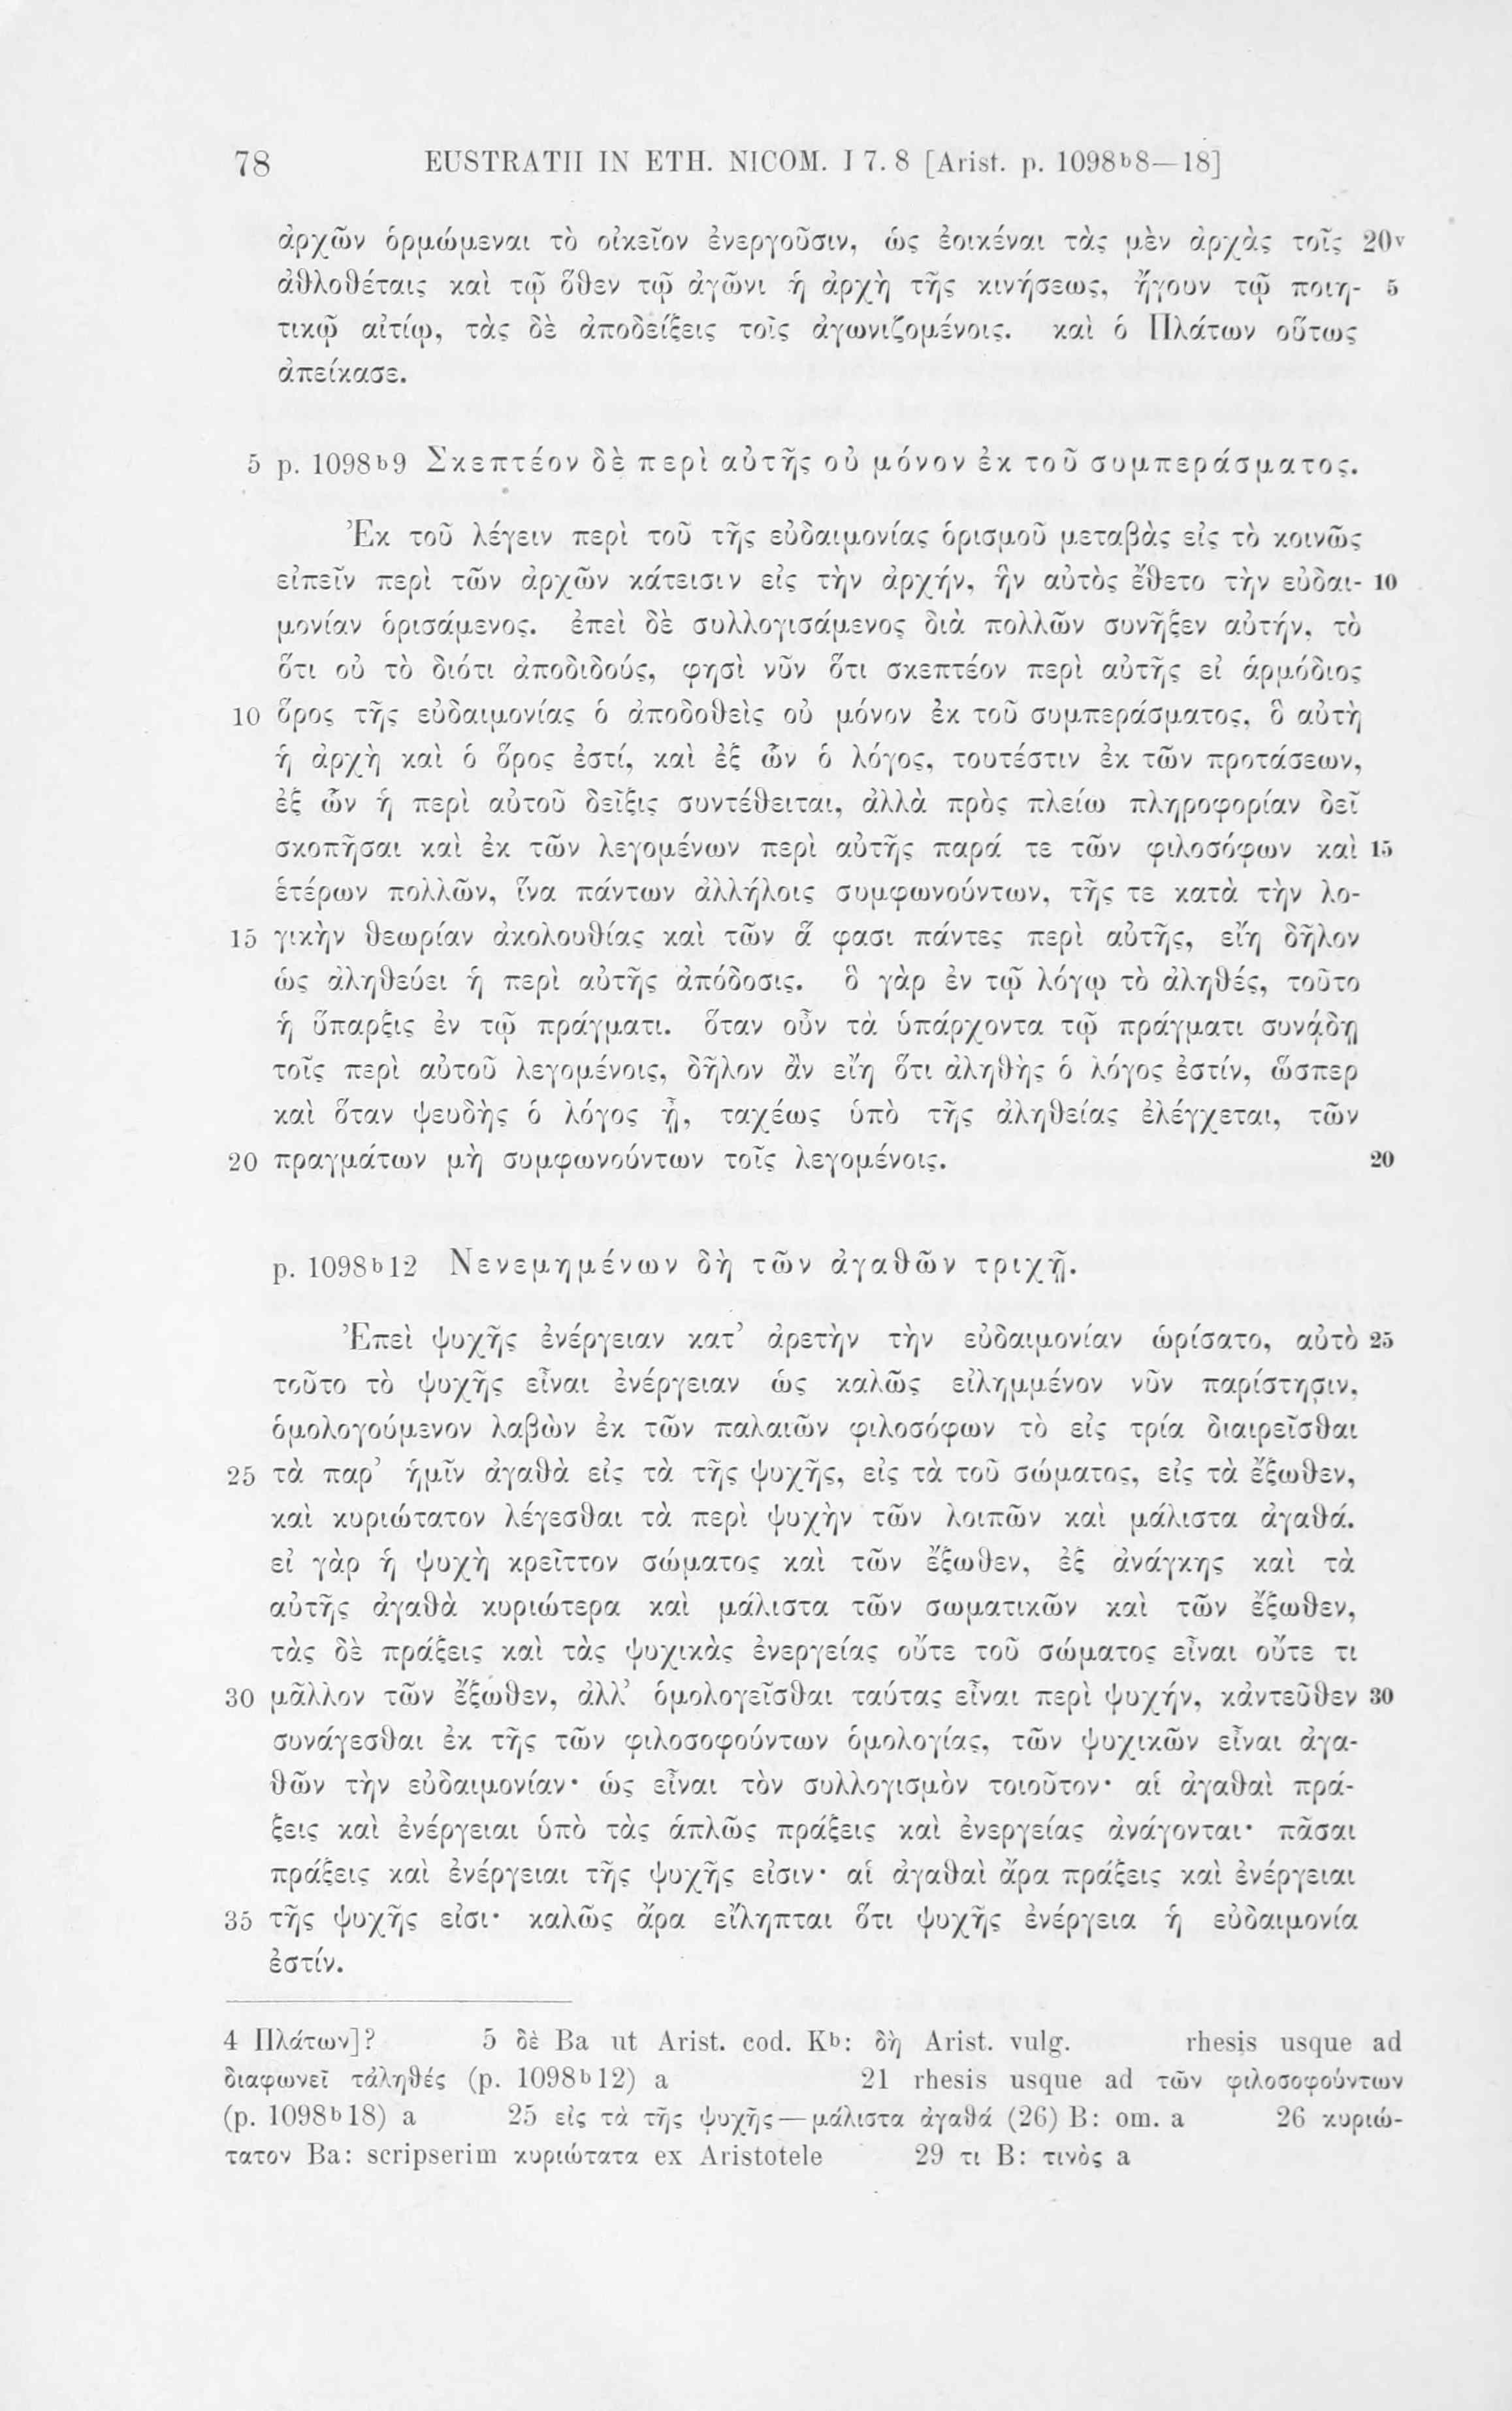 78 EUSTRATII IN ETH. NICOM. I 7. 8 [Arist. p. 1098ᵇ8—18]
ἀρχῶν ὁρμώμεναι τὸ οἰκεῖον ἐνεργοῦσιν, ὡς ἐοικέναι τὰς μὲν ἀρχὰς τοῖς 20ᵛ
ἀθλοθέταις καὶ τῷ ὅθεν τῷ ἀγῶνι ἡ ἀρχὴ τῆς κινήσεως, ἤγουν τῷ ποιη- 5
τικῷ αἰτίῳ, τὰς δὲ ἀποδείξεις τοῖς ἀγωνιζομένοις. καὶ ὁ Πλάτων οὕτως
ἀπείκασε.
5 p. 1098ᵇ9 Σκεπτέον δὲ περὶ αὐτῆς οὐ μόνον ἐκ τοῦ συμπεράσματος.
Ἐκ τοῦ λέγειν περὶ τοῦ τῆς εὐδαιμονίας ὁρισμοῦ μεταβὰς εἰς τὸ κοινῶς
εἰπεῖν περὶ τῶν ἀρχῶν κάτεισιν εἰς τὴν ἀρχήν, ἣν αὐτὸς ἔθετο τὴν εὐδαι- 10
μονίαν ὁρισάμενος. ἐπεὶ δὲ συλλογισάμενος διὰ πολλῶν συνῆξεν αὐτήν, τὸ
ὅτι οὐ τὸ διότι ἀποδιδούς, φησὶ νῦν ὅτι σκεπτέον περὶ αὐτῆς εἰ ἁρμόδιος
10 ὅρος τῆς εὐδαιμονίας ὁ ἀποδοθεὶς οὐ μόνον ἐκ τοῦ συμπεράσματος, ὃ αὐτὴ
ἡ ἀρχὴ καὶ ὁ ὅρος ἐστί, καὶ ἐξ ὧν ὁ λόγος, τουτέστιν ἐκ τῶν προτάσεων,
ἐξ ὧν ἡ περὶ αὐτοῦ δεῖξις συντέθειται, ἀλλὰ πρὸς πλείω πληροφορίαν δεῖ
σκοπῆσαι καὶ ἐκ τῶν λεγομένων περὶ αὐτῆς παρά τε τῶν φιλοσόφων καὶ 15
ἑτέρων πολλῶν, ἵνα πάντων ἀλλήλοις συμφωνούντων, τῆς τε κατὰ τὴν λο-
15 γικὴν θεωρίαν ἀκολουθίας καὶ τῶν ἅ φασι πάντες περὶ αὐτῆς, εἴη δῆλον
ὡς ἀληθεύει ἡ περὶ αὐτῆς ἀπόδοσις. ὃ γὰρ ἐν τῷ λόγῳ τὸ ἀληθές, τοῦτο
ἡ ὕπαρξις ἐν τῷ πράγματι. ὅταν οὖν τὰ ὑπάρχοντα τῷ πράγματι συνᾴδῃ
τοῖς περὶ αὐτοῦ λεγομένοις, δῆλον ἂν εἴη ὅτι ἀληθὴς ὁ λόγος ἐστίν, ὥσπερ
καὶ ὅταν ψευδὴς ὁ λόγος ᾖ, ταχέως ὑπὸ τῆς ἀληθείας ἐλέγχεται, τῶν
20 πραγμάτων μὴ συμφωνούντων τοῖς λεγομένοις. 20
p. 1098ᵇ12 Νενεμημένων δὴ τῶν ἀγαθῶν τριχῇ.
Ἐπεὶ ψυχῆς ἐνέργειαν κατ’ ἀρετὴν τὴν εὐδαιμονίαν ὡρίσατο, αὐτὸ 25
τοῦτο τὸ ψυχῆς εἶναι ἐνέργειαν ὡς καλῶς εἰλημμένον νῦν παρίστησιν,
ὁμολογούμενον λαβὼν ἐκ τῶν παλαιῶν φιλοσόφων τὸ εἰς τρία διαιρεῖσθαι
25 τὰ παρ’ ἡμῖν ἀγαθὰ εἰς τὰ τῆς ψυχῆς, εἰς τὰ τοῦ σώματος, εἰς τὰ ἔξωθεν,
καὶ κυριώτατον λέγεσθαι τὰ περὶ ψυχὴν τῶν λοιπῶν καὶ μάλιστα ἀγαθά.
εἰ γὰρ ἡ ψυχὴ κρεῖττον σώματος καὶ τῶν ἔξωθεν, ἐξ ἀνάγκης καὶ τὰ
αὐτῆς ἀγαθὰ κυριώτερα καὶ μάλιστα τῶν σωματικῶν καὶ τῶν ἔξωθεν,
τὰς δὲ πράξεις καὶ τὰς ψυχικὰς ἐνεργείας οὔτε τοῦ σώματος εἶναι οὔτε τι
30 μᾶλλον τῶν ἔξωθεν, ἀλλ’ ὁμολογεῖσθαι ταύτας εἶναι περὶ ψυχήν, κἀντεῦθεν 30
συνάγεσθαι ἐκ τῆς τῶν φιλοσοφούντων ὁμολογίας, τῶν ψυχικῶν εἶναι ἀγα-
θῶν τὴν εὐδαιμονίαν· ὡς εἶναι τὸν συλλογισμὸν τοιοῦτον· αἱ ἀγαθαὶ πρά-
ξεις καὶ ἐνέργειαι ὑπὸ τὰς ἁπλῶς πράξεις καὶ ἐνεργείας ἀνάγονται· πᾶσαι
πράξεις καὶ ἐνέργειαι τῆς ψυχῆς εἰσιν· αἱ ἀγαθαὶ ἄρα πράξεις καὶ ἐνέργειαι
35 τῆς ψυχῆς εἰσι· καλῶς ἄρα εἴληπται ὅτι ψυχῆς ἐνέργεια ἡ εὐδαιμονία
ἐστίν.
4 Πλάτων]? 5 δὲ Ba ut Arist. cod. Kᵇ: δὴ Arist. vulg. rhesis usque ad
διαφωνεῖ τἀληθές (p. 1098ᵇ12) a 21 rhesis usque ad τῶν φιλοσοφούντων
(p. 1098ᵇ18) a 25 εἰς τὰ τῆς ψυχῆς—μάλιστα ἀγαθά (26) B: om. a 26 κυριώ-
τατον Ba: scripserim κυριώτατα ex Aristotele 29 τι B: τινὸς a